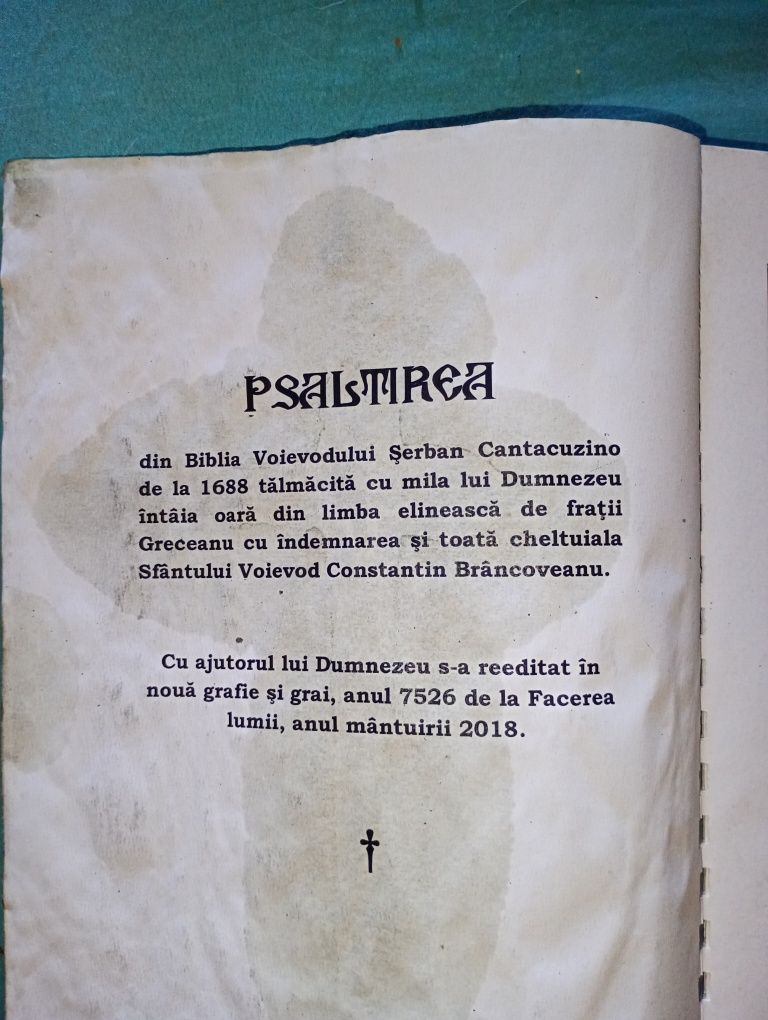 PSALTIREA
din Biblia Voievodului Şerban Cantacuzino
de la 1688 tălmăcită cu mila lui Dumnezeu
întâia oară din limba elinească de fraţii
Greceanu cu îndemnarea şi toată cheltuiala
Sfântului Voievod Constantin Brâncoveanu.
Cu ajutorul lui Dumnezeu s-a reeditat în
nouă grafie şi grai, anul 7526 de la Facerea
lumii, anul mântuirii 2018.